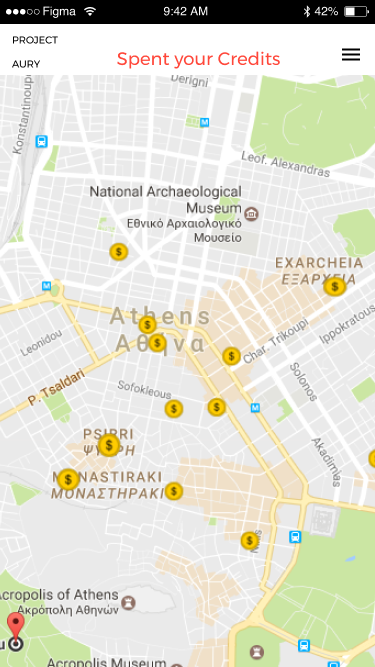 Figma 9:42 AM 42%
PROJECT
AURY
Spent your Credits
Konstantinoup
Derigni
M
Leof. Alexandras
National Archaeological
Museum
Εθνικό Αρχαιολογικό
Μουσείο
EXARCHEIA
ΕΞΑΡΧΕΙΑ
M
Athens
Αθήνα
Leonidou
Char. Trikoupi
Ippokratous
P. Tsaldari
Sofokleous
Solonos
M
PSIRRI
ΨΥΡΡΗ
Akadimias
MONASTIRAKI
ΜΟΝΑΣΤΗΡΑΚΙ
Acropolis of Athens
Ακρόπολη Αθηνών
Acropolis Museum